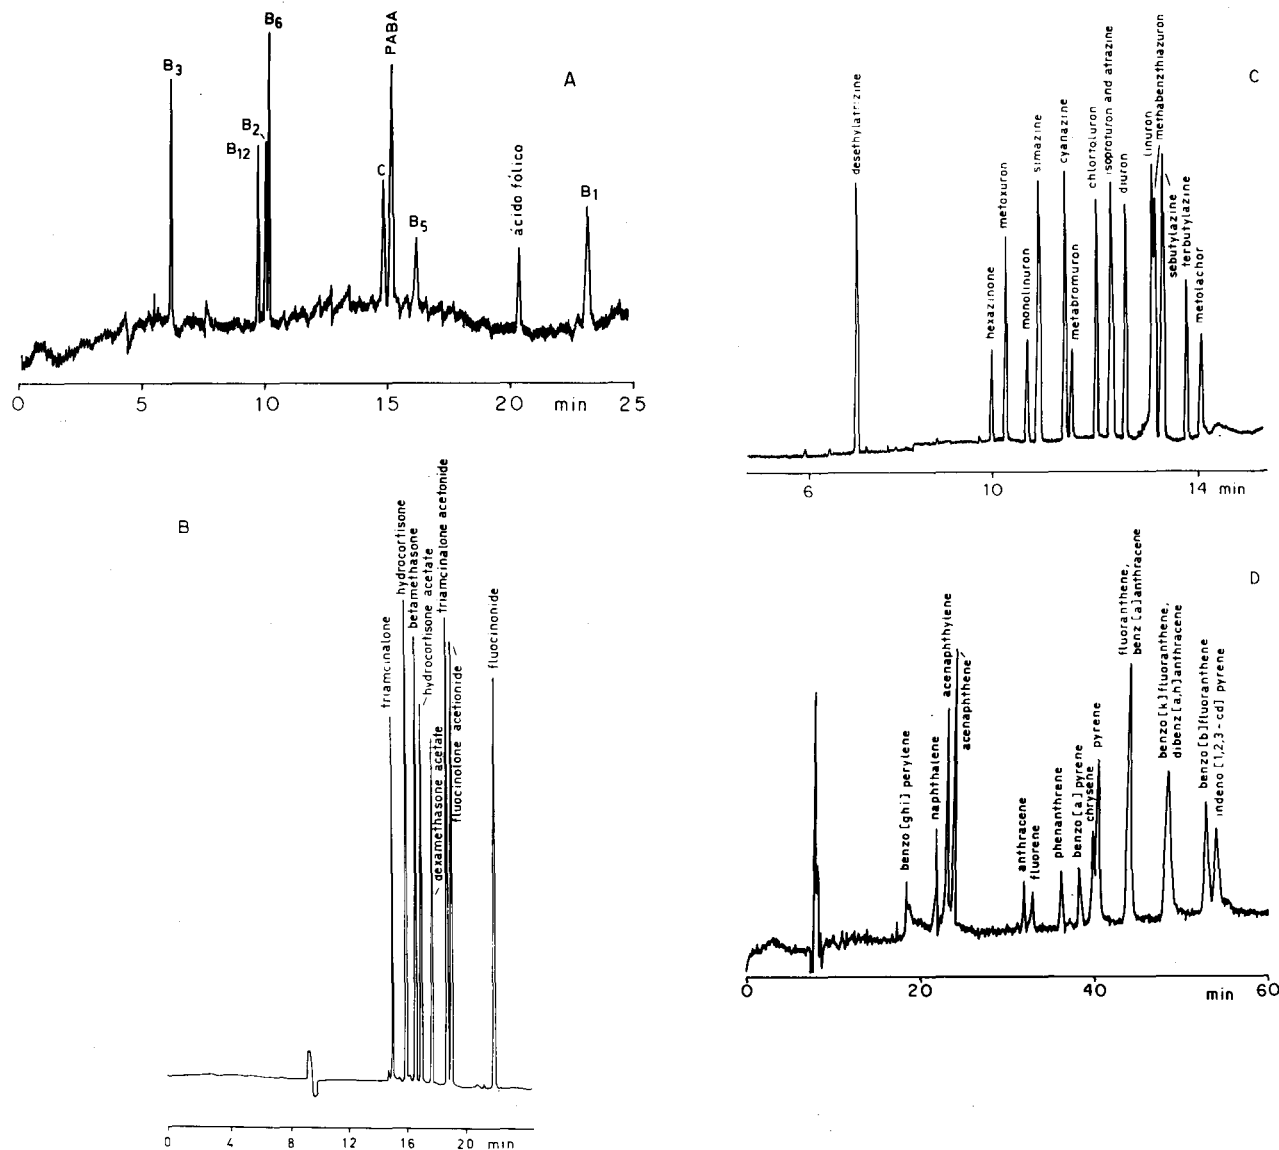 A
B3
B12
B2
B6
C
PABA
B5
ácido fólico
B1
0 5 10 15 20 min 25
B
triamcinalone
hydrocortisone
betamethasone
hydrocortisone acetate
dexamethasone acetate
triamcinalone acetonide
fluocinolone acetionide
fluocinonide
0 4 8 12 16 20 min
C
desethylatrizine
hexazinone
metoxuron
monolinuron
simazine
cyanazine
metabromuron
chlortoluron
isoproturon and atrazine
diuron
linuron
methabenzthiazuron
sebutylazine
terbutylazine
metolachor
6 10 14 min
D
benzo [ghi] perylene
naphthalene
acenaphthylene
acenaphthene
anthracene
fluorene
phenanthrene
benzo [a] pyrene
chrysene
pyrene
fluoranthene,
benz [a] anthracene
benzo [k] fluoranthene,
dibenz [a,h] anthracene
benzo [b] fluoranthene
indeno [1,2,3-cd] pyrene
0 20 40 min 60